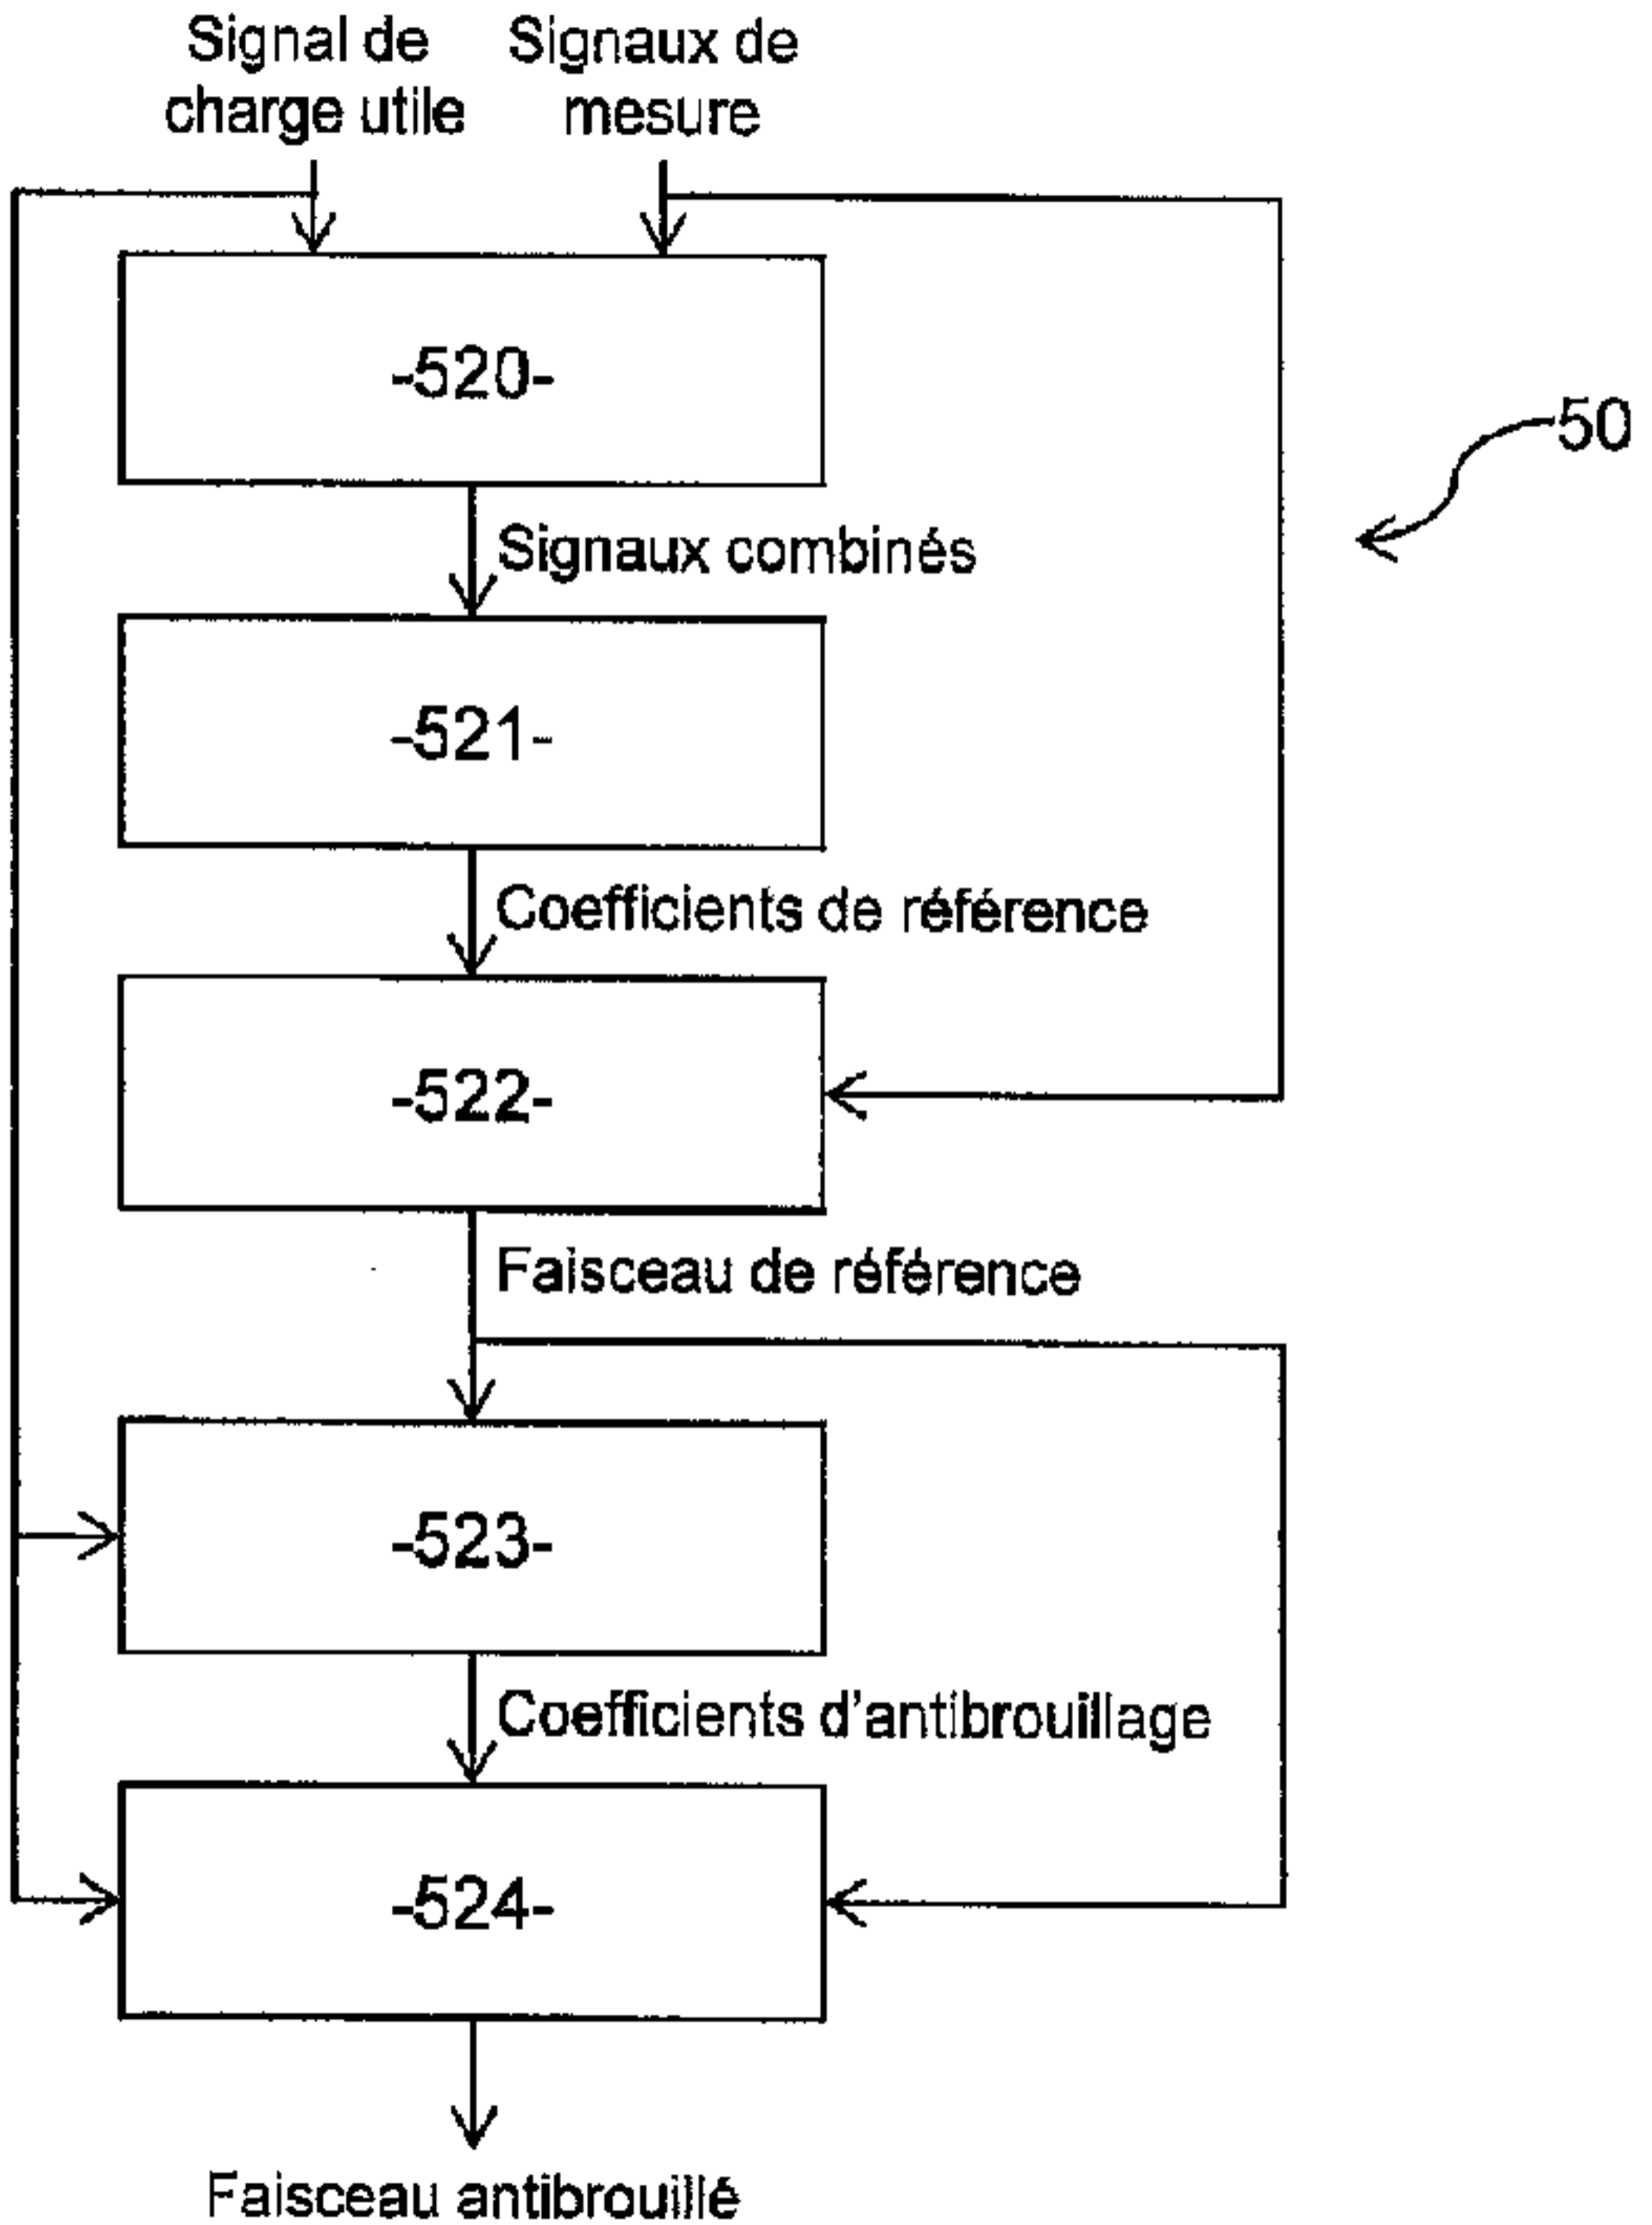 Signal de
charge utile
Signaux de
mesure
-520-
50
Signaux combinés
-521-
Coefficients de référence
-522-
Faisceau de référence
-523-
Coefficients d'antibrouillage
-524-
Faisceau antibrouillé